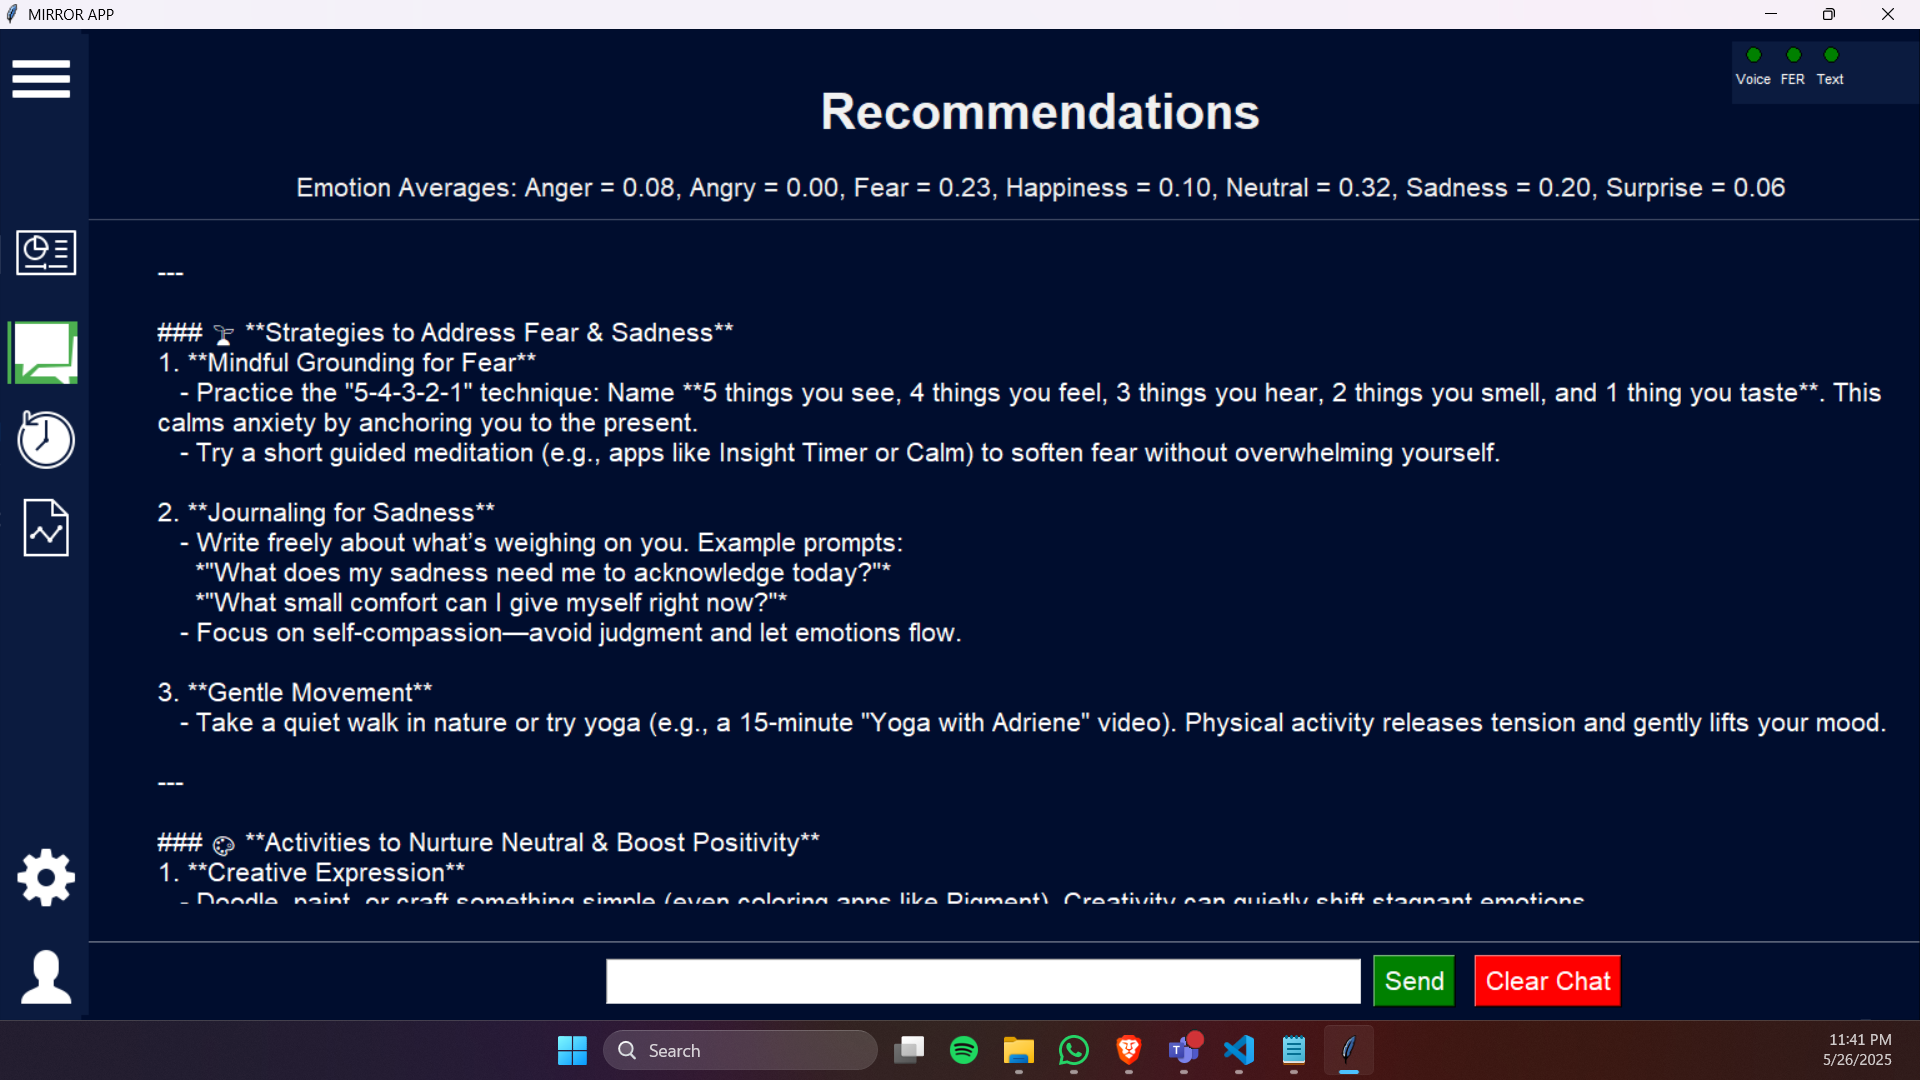 MIRROR APP
Voice FER Text
Recommendations
Emotion Averages: Anger = 0.08, Angry = 0.00, Fear = 0.23, Happiness = 0.10, Neutral = 0.32, Sadness = 0.20, Surprise = 0.06
---
### **Strategies to Address Fear & Sadness**
1. **Mindful Grounding for Fear**
- Practice the "5-4-3-2-1" technique: Name **5 things you see, 4 things you feel, 3 things you hear, 2 things you smell, and 1 thing you taste**. This
calms anxiety by anchoring you to the present.
- Try a short guided meditation (e.g., apps like Insight Timer or Calm) to soften fear without overwhelming yourself.
2. **Journaling for Sadness**
- Write freely about what’s weighing on you. Example prompts:
*"What does my sadness need me to acknowledge today?"*
*"What small comfort can I give myself right now?"*
- Focus on self-compassion—avoid judgment and let emotions flow.
3. **Gentle Movement**
- Take a quiet walk in nature or try yoga (e.g., a 15-minute "Yoga with Adriene" video). Physical activity releases tension and gently lifts your mood.
---
### 🎨 **Activities to Nurture Neutral & Boost Positivity**
1. **Creative Expression**
- Doodle, paint, or craft something simple (even coloring apps like Pigment). Creativity can quietly shift stagnant emotions.
Send
Clear Chat
Search
11:41 PM
5/26/2025